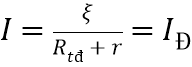 I = ξ / (R_tđ + r) = I_Đ